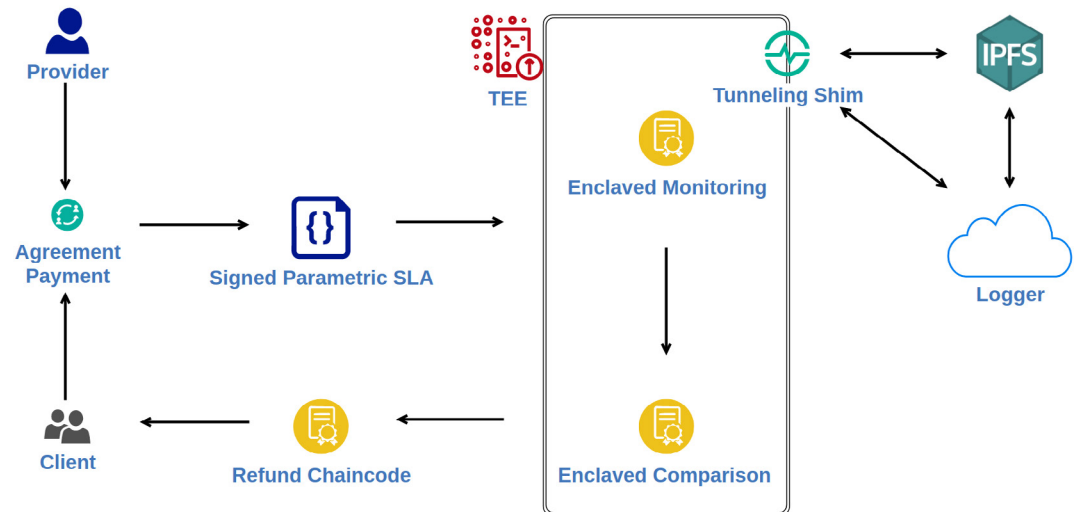 Provider
TEE
Tunneling Shim
IPFS
Enclaved Monitoring
Agreement
Payment
{}
Signed Parametric SLA
Logger
Client
Refund Chaincode
Enclaved Comparison